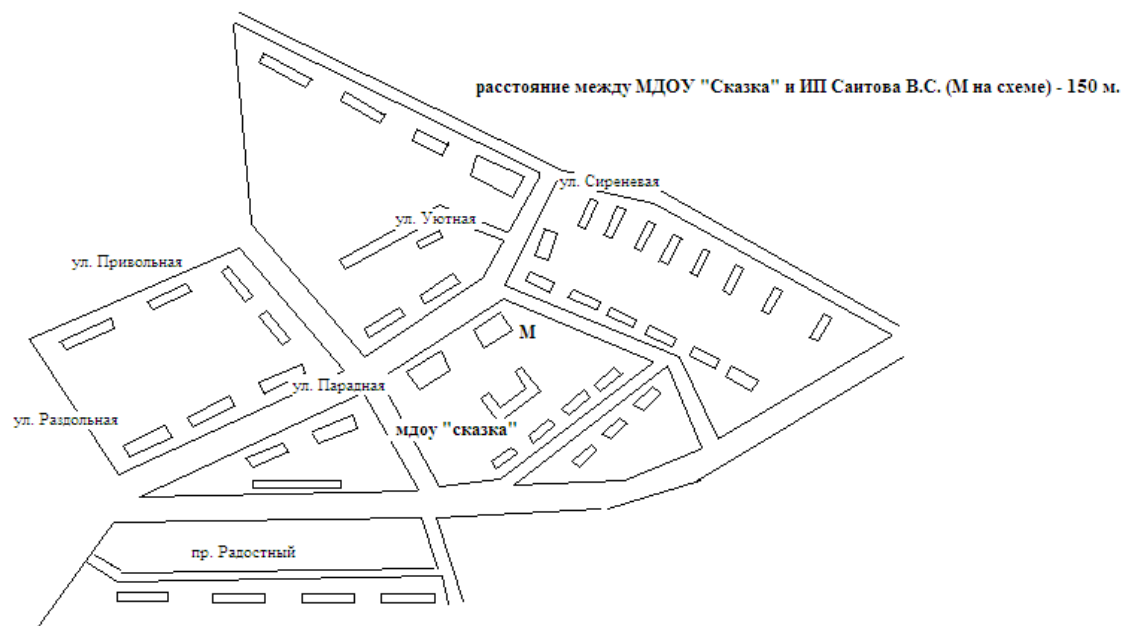 расстояние между МДОУ "Сказка" и ИП Саитова В.С. (М на схеме) - 150 м.
ул. Сиреневая
ул. Уютная
ул. Привольная
М
ул. Парадная
ул. Раздольная
мдоу "сказка"
пр. Радостный